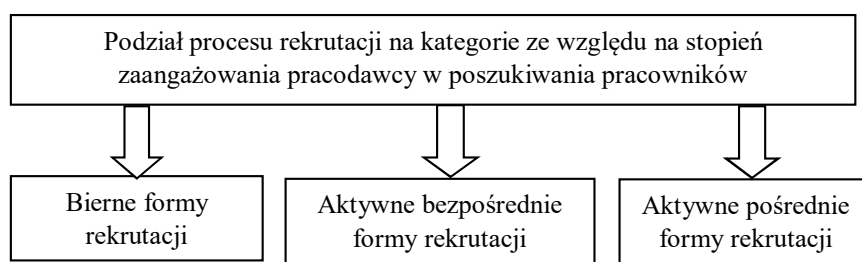 Podział procesu rekrutacji na kategorie ze względu na stopień
zaangażowania pracodawcy w poszukiwania pracowników
Bierne formy
rekrutacji
Aktywne bezpośrednie
formy rekrutacji
Aktywne pośrednie
formy rekrutacji